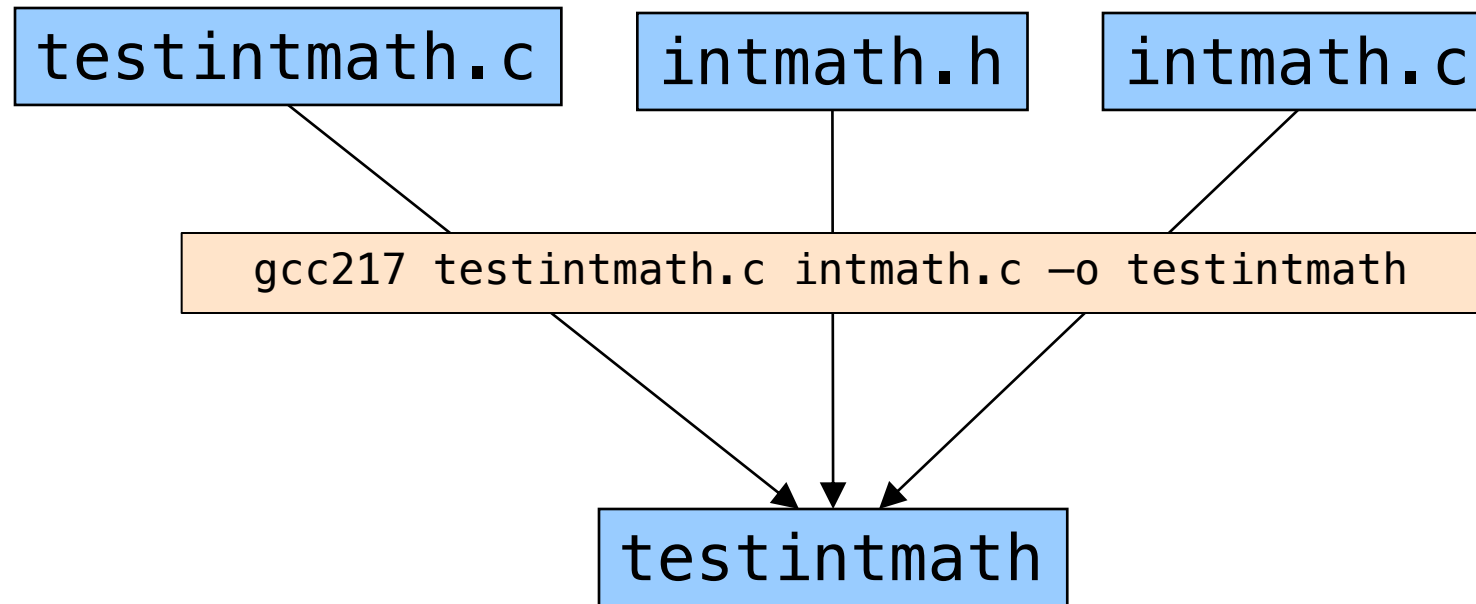 testintmath.c
intmath.h
intmath.c
gcc217 testintmath.c intmath.c –o testintmath
testintmath